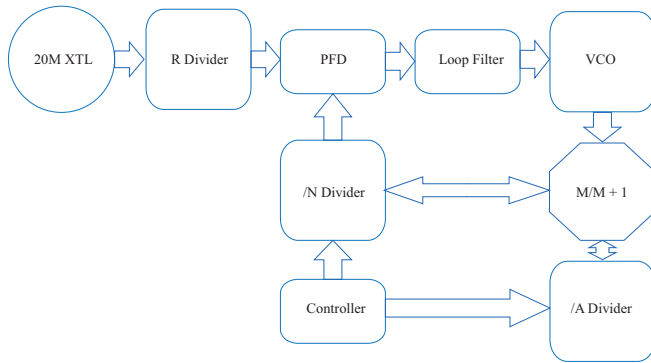 20M XTL
R Divider
PFD
Loop Filter
VCO
/N Divider
M/M + 1
Controller
/A Divider